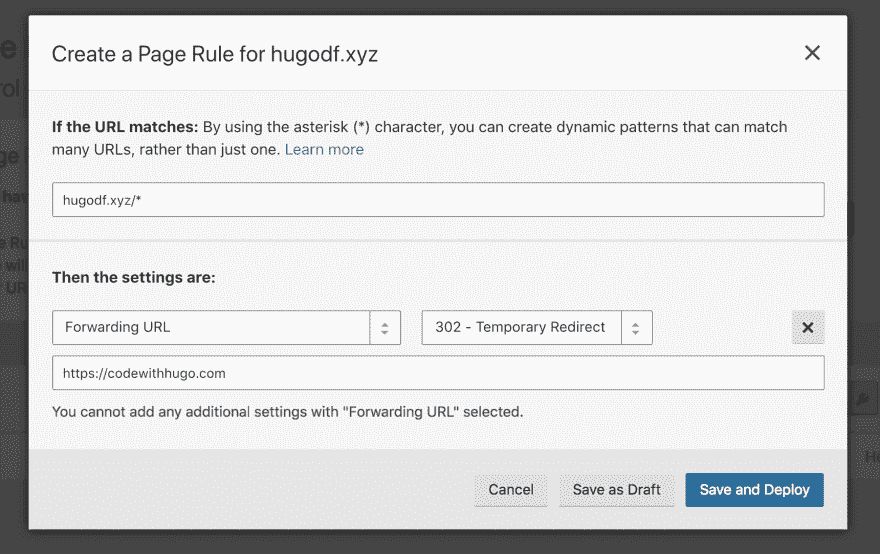 Create a Page Rule for hugodf.xyz
If the URL matches: By using the asterisk (*) character, you can create dynamic patterns that can match
many URLs, rather than just one. Learn more
hugodf.xyz/*
Then the settings are:
Forwarding URL
302 - Temporary Redirect
https://codewithhugo.com
You cannot add any additional settings with "Forwarding URL" selected.
Cancel
Save as Draft
Save and Deploy